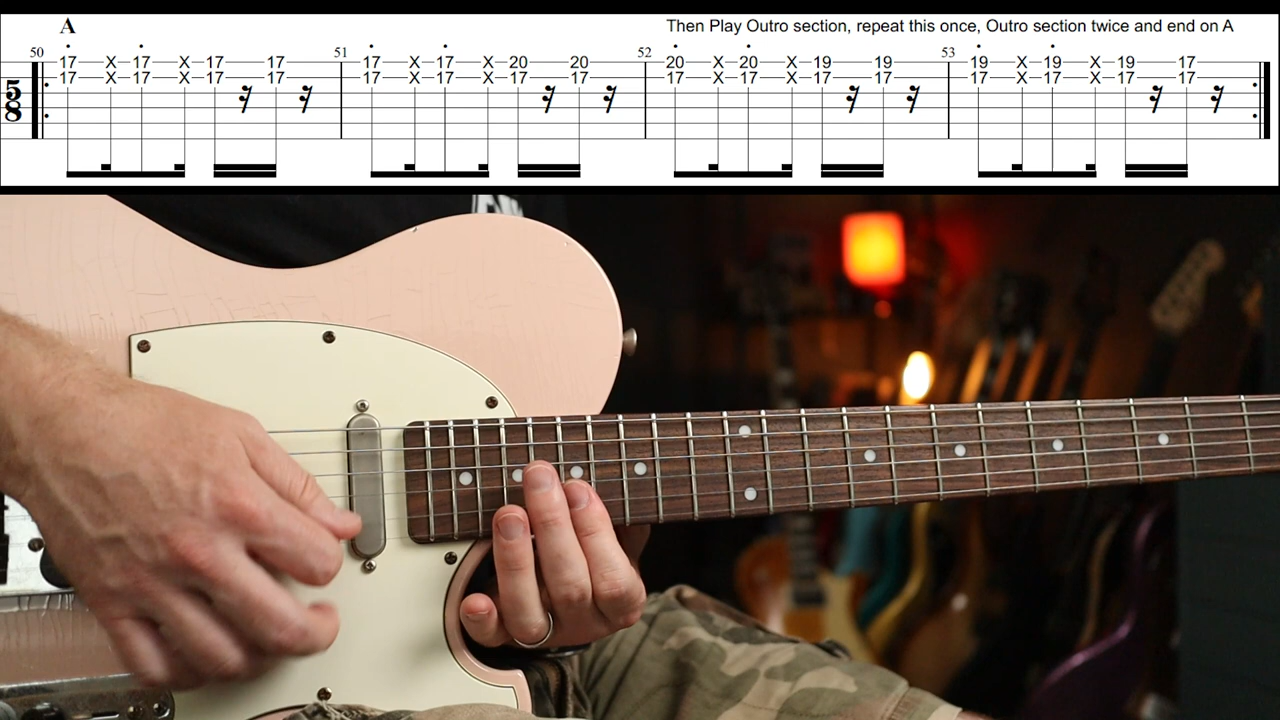 A Then Play Outro section, repeat this once, Outro section twice and end on A
50 51 52 53
17 X 17 X 17 17 17 X 17 X 20 20 20 X 20 X 19 19 19 X 19 X 19 17
17 X 17 X 17 17 17 X 17 X 17 17 17 X 17 X 17 17 17 X 17 X 17 17
5
8